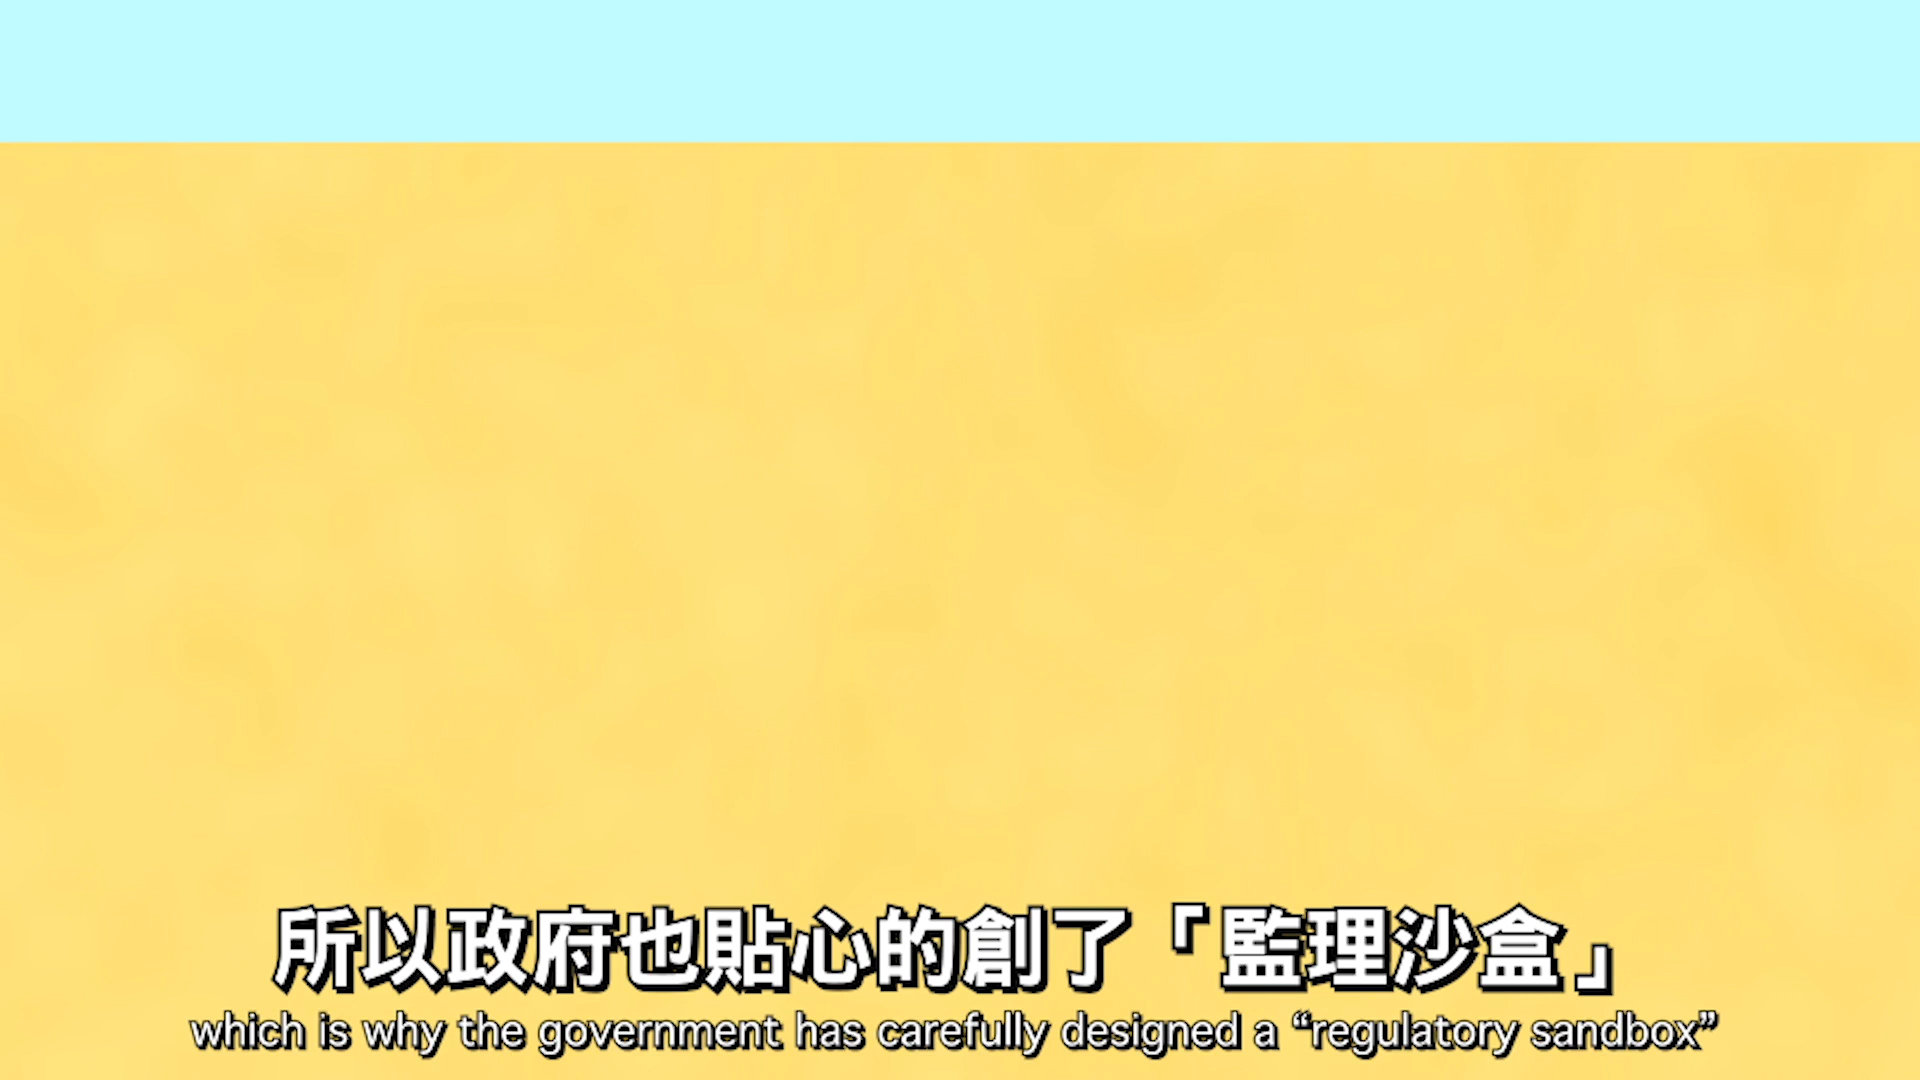 所以政府也貼心的創了「監理沙盒」
which is why the government has carefully designed a “regulatory sandbox”